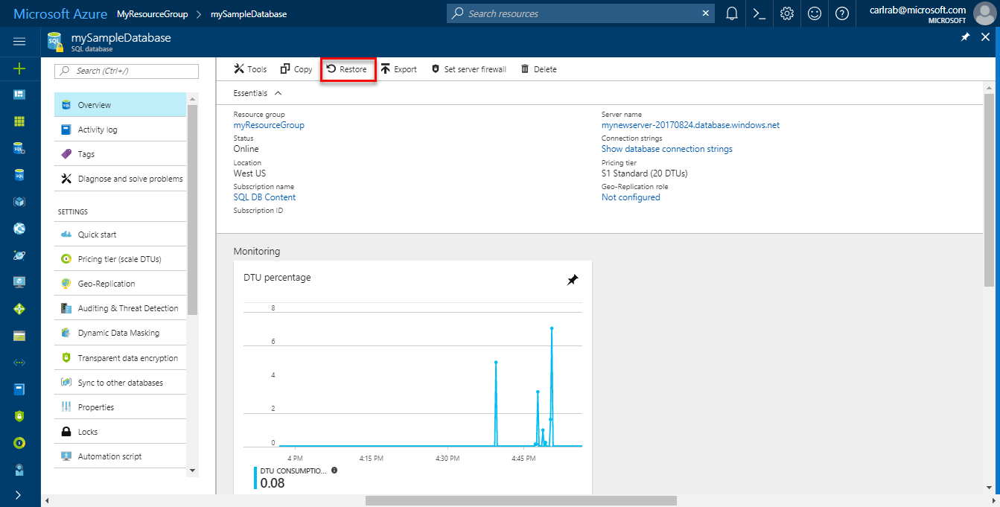 Microsoft Azure MyResourceGroup > mySampleDatabase Search resources carlrab@microsoft.com
MICROSOFT
mySampleDatabase
SQL database
Search (Ctrl+/)
Tools Copy Restore Export Set server firewall Delete
Essentials
Overview
Activity log
Tags
Diagnose and solve problems
SETTINGS
Quick start
Pricing tier (scale DTUs)
Geo-Replication
Auditing & Threat Detection
Dynamic Data Masking
Transparent data encryption
Sync to other databases
Properties
Locks
Automation script
Resource group
myResourceGroup
Status
Online
Location
West US
Subscription name
SQL DB Content
Subscription ID
Server name
mynewserver-20170824.database.windows.net
Connection strings
Show database connection strings
Pricing tier
S1 Standard (20 DTUs)
Geo-Replication role
Not configured
Monitoring
DTU percentage
8
6
4
2
0
4 PM 4:15 PM 4:30 PM 4:45 PM
DTU CONSUMPTIO...
0.08